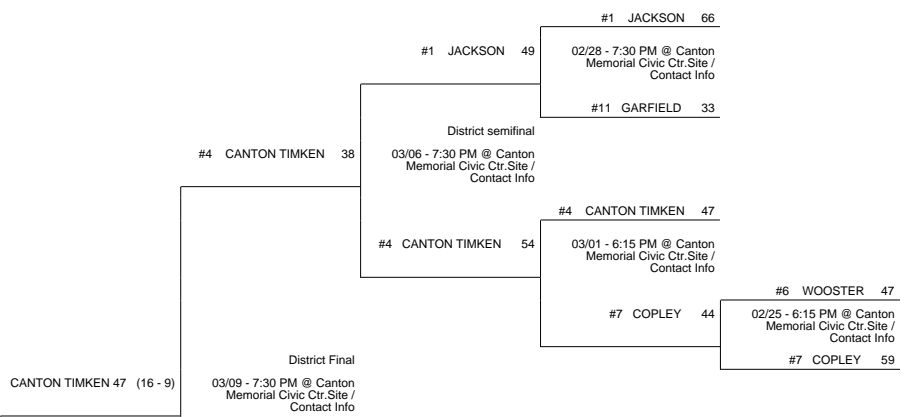 #1 JACKSON 66
#1 JACKSON 49
02/28 - 7:30 PM @ Canton
Memorial Civic Ctr.Site /
Contact Info
#11 GARFIELD 33
District semifinal
#4 CANTON TIMKEN 38
03/06 - 7:30 PM @ Canton
Memorial Civic Ctr.Site /
Contact Info
#4 CANTON TIMKEN 47
#4 CANTON TIMKEN 54
03/01 - 6:15 PM @ Canton
Memorial Civic Ctr.Site /
Contact Info
#6 WOOSTER 47
#7 COPLEY 44
02/25 - 6:15 PM @ Canton
Memorial Civic Ctr.Site /
Contact Info
#7 COPLEY 59
District Final
CANTON TIMKEN 47 (16 - 9)
03/09 - 7:30 PM @ Canton
Memorial Civic Ctr.Site /
Contact Info